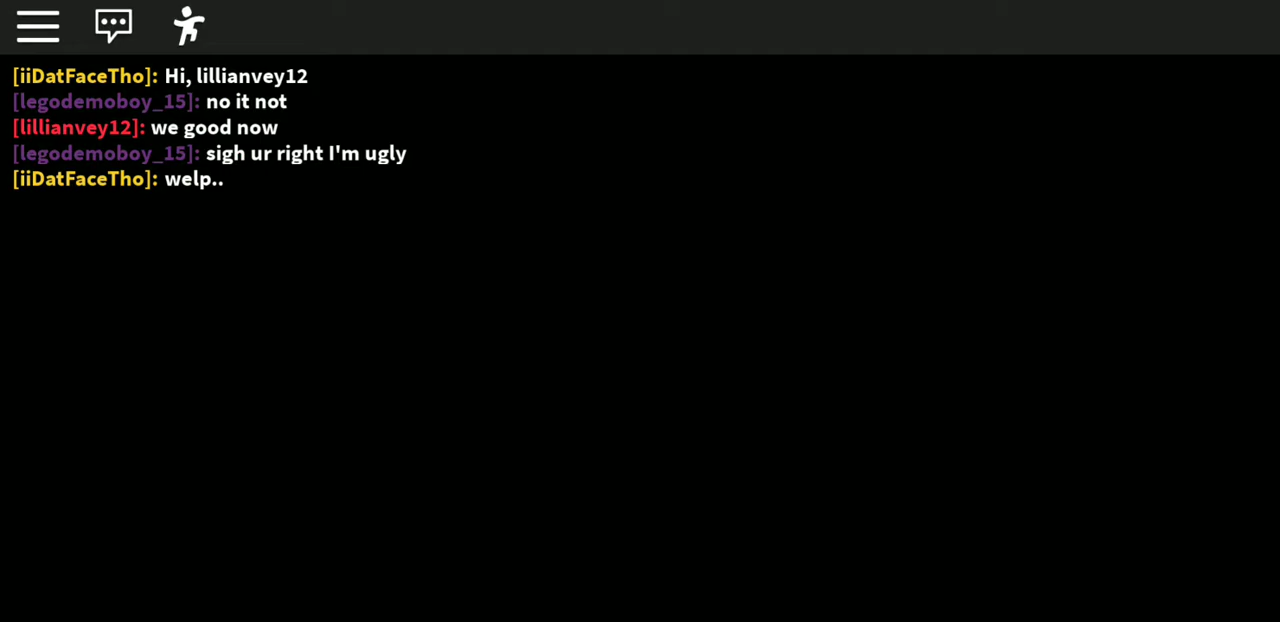 [iiDatFaceTho]: Hi, lillianvey12
[legodemoboy_15]: no it not
[lillianvey12]: we good now
[legodemoboy_15]: sigh ur right I'm ugly
[iiDatFaceTho]: welp..